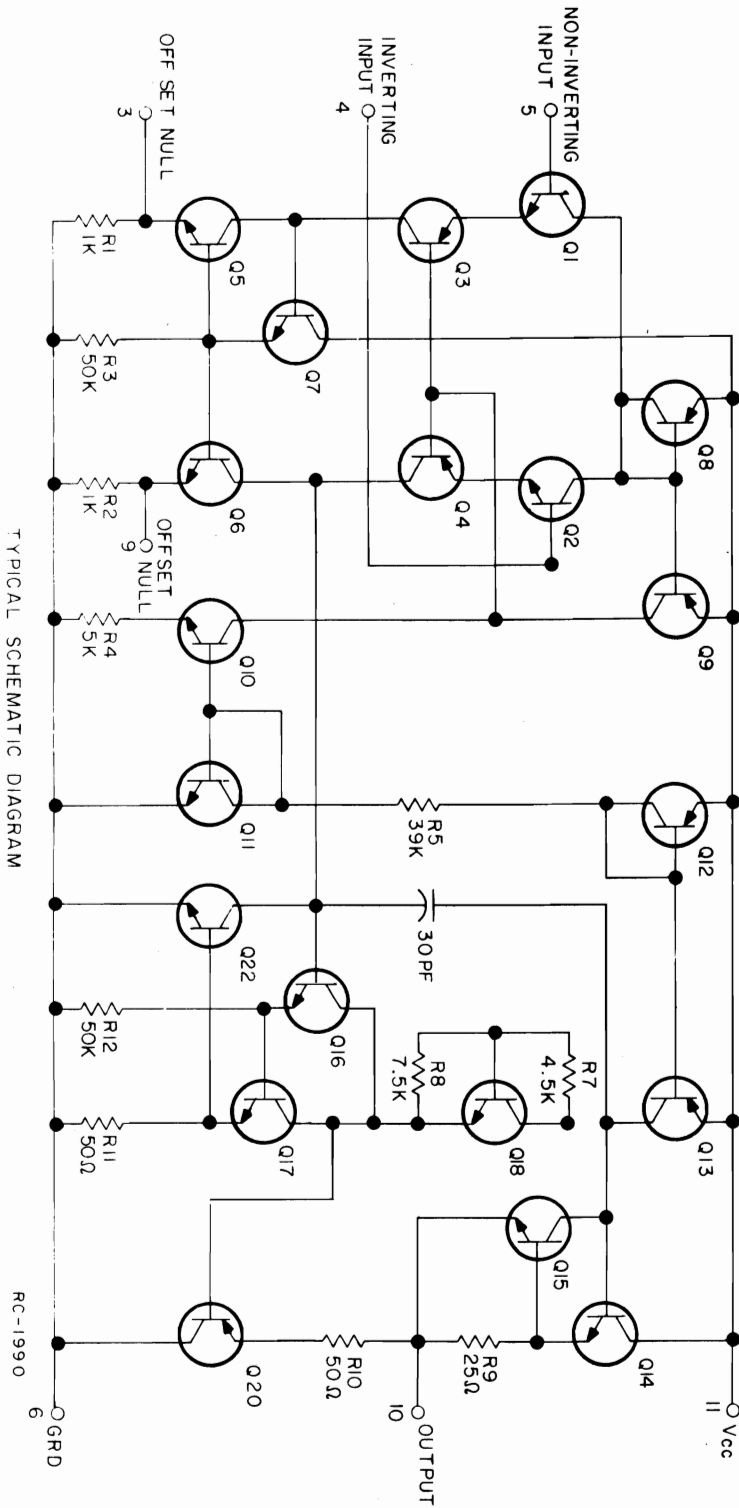 NON-INVERTING
INPUT
5
INVERTING
INPUT
4
OFF SET NULL
3
Q1
Q3
Q5
Q7
Q8
Q2
Q4
Q6
R1
1K
R3
50K
R2
1K
OFFSET
NULL
9
Q9
Q10
R4
5K
Q11
R5
39K
Q12
30PF
Q22
Q16
R12
50K
R8
7.5K
R7
4.5K
Q18
Q17
R11
50Ω
Q13
Q15
Q14
R9
25Ω
R10
50Ω
Q20
11
Vcc
10
OUTPUT
6
GRD
TYPICAL SCHEMATIC DIAGRAM
RC-1990